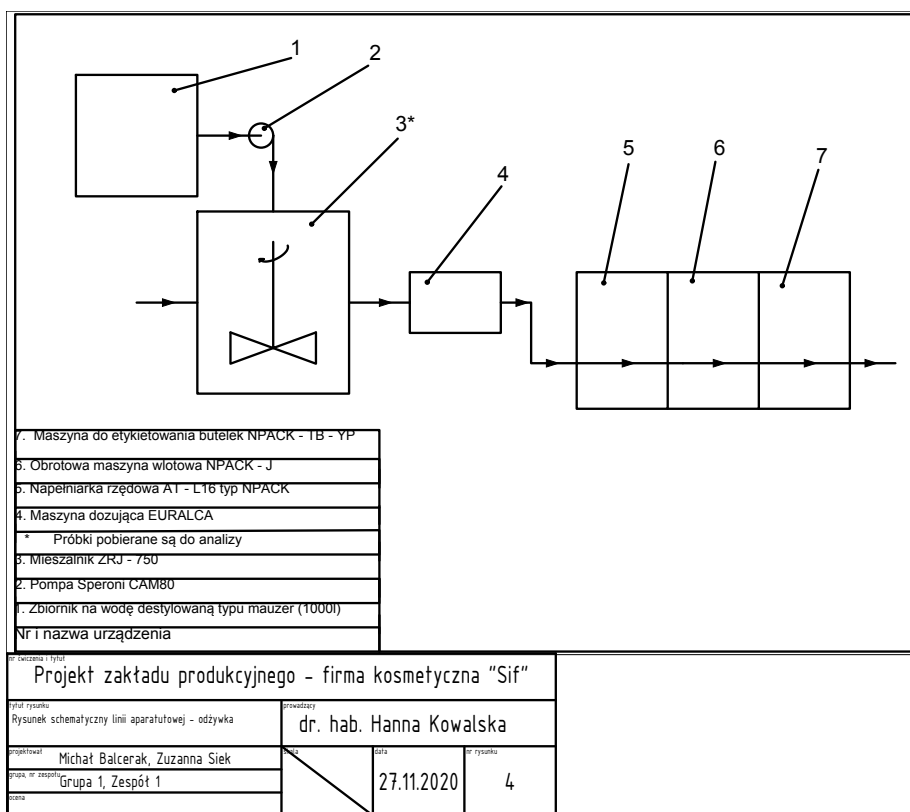 1
2
3*
4
5
6
7
7. Maszyna do etykietowania butelek NPACK - TB - YP
6. Obrotowa maszyna wlotowa NPACK - J
5. Napełniarka rzędowa AT - L16 typ NPACK
4. Maszyna dozująca EURALCA
* Próbki pobierane są do analizy
3. Mieszalnik ZRJ - 750
2. Pompa Speroni CAM80
1. Zbiornik na wodę destylowaną typu mauzer (1000l)
Nr i nazwa urządzenia
nr ćwiczenia i tytuł
Projekt zakładu produkcyjnego - firma kosmetyczna "Sif"
tytuł rysunku
Rysunek schematyczny linii aparatutowej - odżywka
prowadzący
dr. hab. Hanna Kowalska
projektował
Michał Balcerak, Zuzanna Siek
grupa, nr zespołu
Grupa 1, Zespół 1
ocena
skala
data
27.11.2020
nr rysunku
4